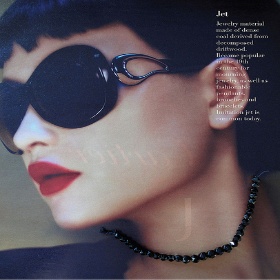 Jet
Jewelry material
made of dense
coal derived from
decomposed
driftwood.
Became popular
in the 19th
century for
mourning
jewelry, as well as
fashionable
pendants,
brooches and
bracelets.
Imitation jet is
common today.
J